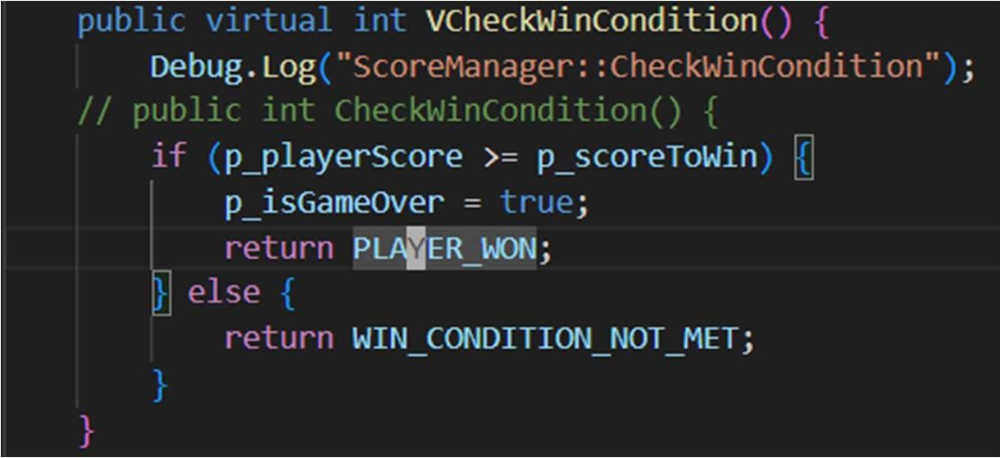 public virtual int VCheckWinCondition() {
Debug.Log("ScoreManager::CheckWinCondition");
// public int CheckWinCondition() {
if (p_playerScore >= p_scoreToWin) {
p_isGameOver = true;
return PLAYER_WON;
} else {
return WIN_CONDITION_NOT_MET;
}
}